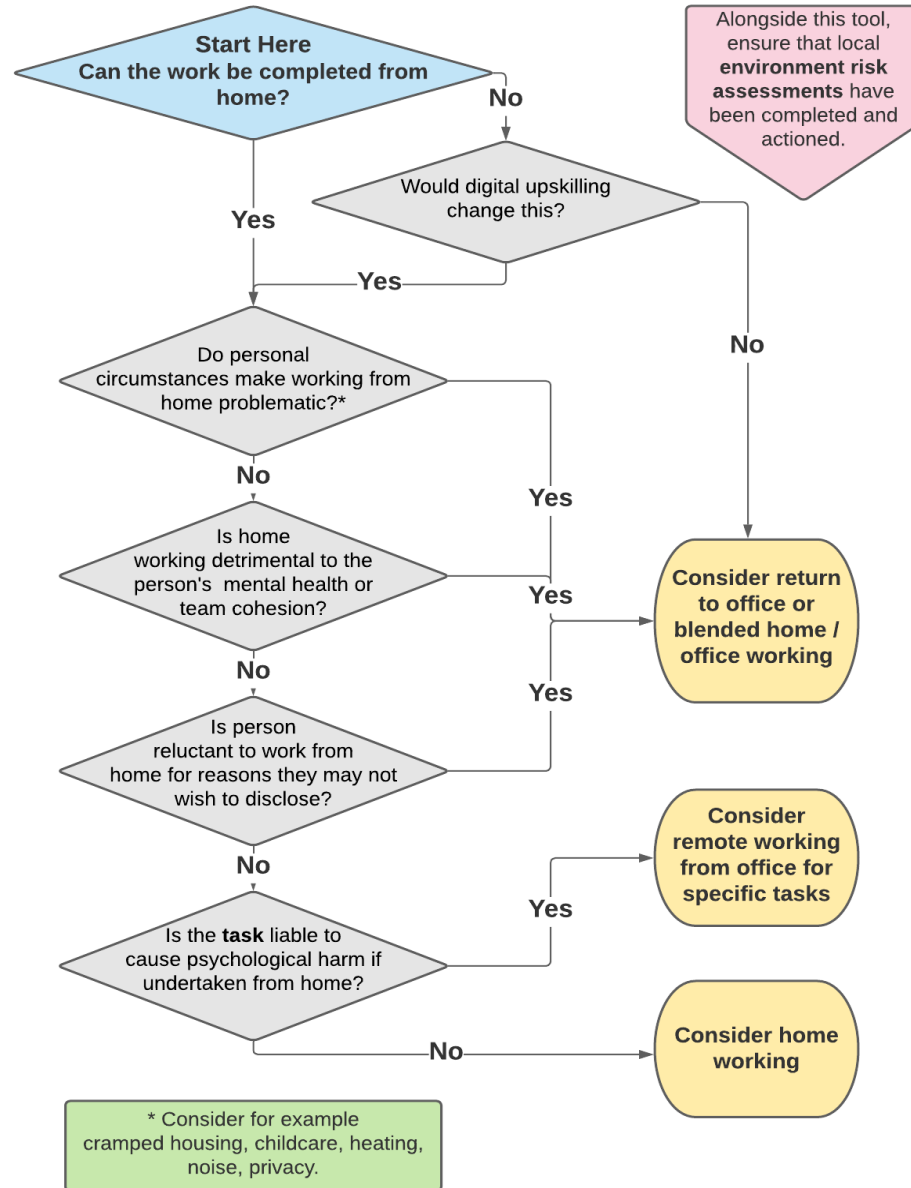 Start Here
Can the work be completed from
home?
Alongside this tool,
ensure that local
environment risk
assessments have
been completed and
actioned.
No
Would digital upskilling
change this?
Yes
Yes
No
Do personal
circumstances make working from
home problematic?*
No
Yes
Is home
working detrimental to the
person's  mental health or
team cohesion?
Yes
Consider return
to office or
blended home /
office working
No
Yes
Is person
reluctant to work from
home for reasons they may not
wish to disclose?
No
Consider
remote working
from office for
specific tasks
Yes
Is the task liable to
cause psychological harm if
undertaken from home?
No
Consider home
working
* Consider for example
cramped housing, childcare, heating,
noise, privacy.